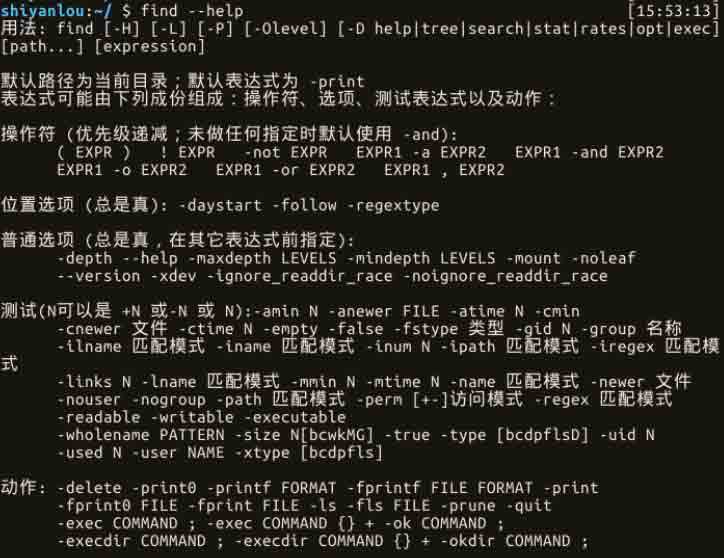 shiyanlou:~/ $ find --help [15:53:13]
用法: find [-H] [-L] [-P] [-Olevel] [-D help|tree|search|stat|rates|opt|exec]
[path...] [expression]
默认路径为当前目录；默认表达式为 -print
表达式可能由下列成份组成：操作符、选项、测试表达式以及动作：
操作符 (优先级递减；未做任何指定时默认使用 -and):
( EXPR ) ! EXPR -not EXPR EXPR1 -a EXPR2 EXPR1 -and EXPR2
EXPR1 -o EXPR2 EXPR1 -or EXPR2 EXPR1 , EXPR2
位置选项 (总是真): -daystart -follow -regextype
普通选项 (总是真，在其它表达式前指定):
-depth --help -maxdepth LEVELS -mindepth LEVELS -mount -noleaf
--version -xdev -ignore_readdir_race -noignore_readdir_race
测试(N可以是 +N 或-N 或 N):-amin N -anewer FILE -atime N -cmin
-cnewer 文件 -ctime N -empty -false -fstype 类型 -gid N -group 名称
-ilname 匹配模式 -iname 匹配模式 -inum N -ipath 匹配模式 -iregex 匹配模
式
-links N -lname 匹配模式 -mmin N -mtime N -name 匹配模式 -newer 文件
-nouser -nogroup -path 匹配模式 -perm [+-]访问模式 -regex 匹配模式
-readable -writable -executable
-wholename PATTERN -size N[bcwkMG] -true -type [bcdpflsD] -uid N
-used N -user NAME -xtype [bcdpfls]
动作: -delete -print0 -printf FORMAT -fprintf FILE FORMAT -print
-fprint0 FILE -fprint FILE -ls -fls FILE -prune -quit
-exec COMMAND ; -exec COMMAND {} + -ok COMMAND ;
-execdir COMMAND ; -execdir COMMAND {} + -okdir COMMAND ;